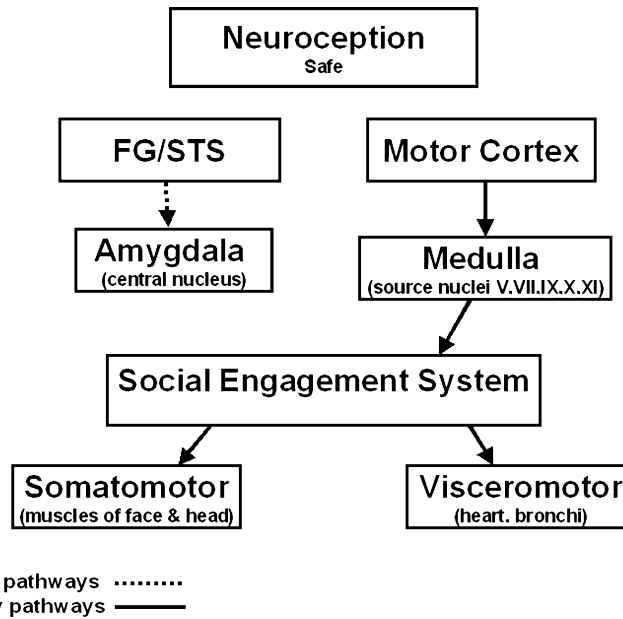 Neuroception
Safe
FG/STS
Motor Cortex
Amygdala
(central nucleus)
Medulla
(source nuclei V,VII,IX,X,XI)
Social Engagement System
Somatomotor
(muscles of face & head)
Visceromotor
(heart, bronchi)
pathways
pathways